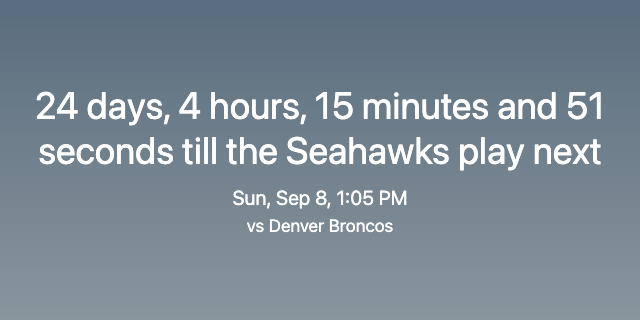 24 days, 4 hours, 15 minutes and 51
seconds till the Seahawks play next
Sun, Sep 8, 1:05 PM
vs Denver Broncos